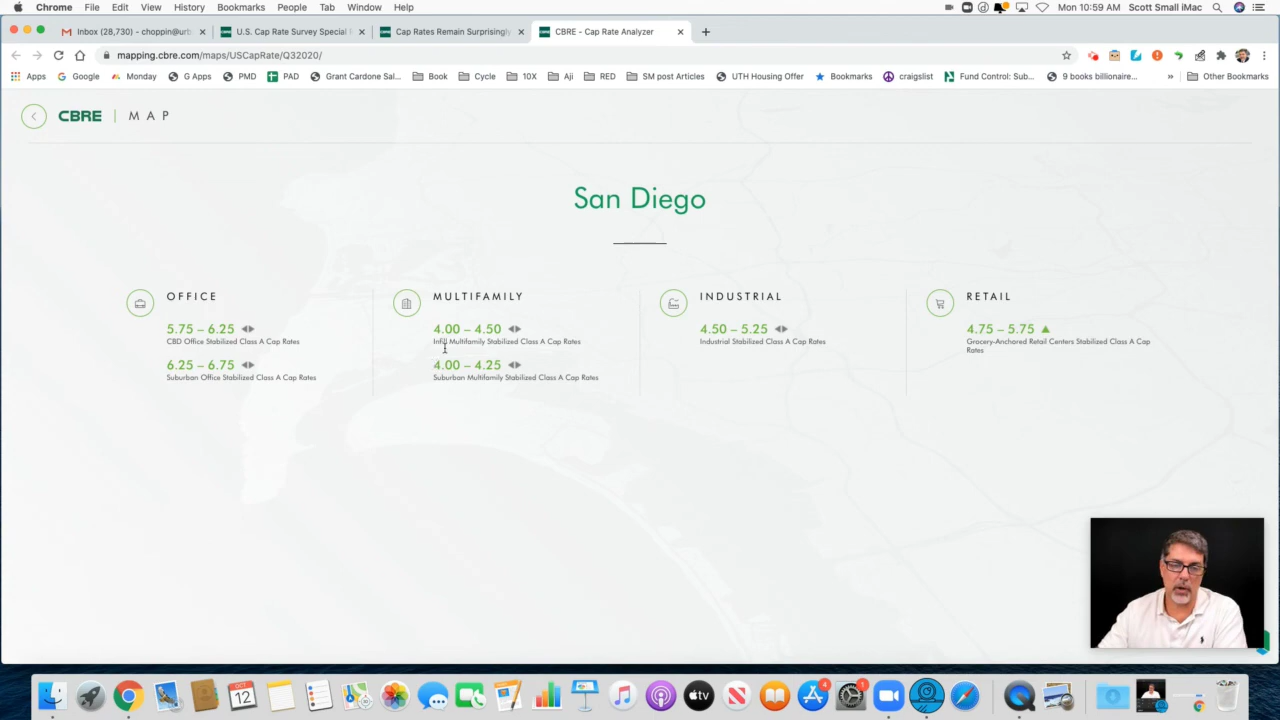 Chrome File Edit View History Bookmarks People Tab Window Help
Mon 10:59 AM Scott Small iMac
Inbox (28,730) - choppin@urb
U.S. Cap Rate Survey Special
Cap Rates Remain Surprisingly
CBRE - Cap Rate Analyzer
mapping.cbre.com/maps/USCapRate/Q32020/
Apps Google Monday G Apps PMD PAD Grant Cardone Sal... Book Cycle 10X Aji RED SM post Articles UTH Housing Offer Bookmarks craigslist Fund Control: Sub... 9 books billionaire... » Other Bookmarks
CBRE | MAP
San Diego
OFFICE
5.75 – 6.25
CBD Office Stabilized Class A Cap Rates
6.25 – 6.75
Suburban Office Stabilized Class A Cap Rates
MULTIFAMILY
4.00 – 4.50
Infill Multifamily Stabilized Class A Cap Rates
4.00 – 4.25
Suburban Multifamily Stabilized Class A Cap Rates
INDUSTRIAL
4.50 – 5.25
Industrial Stabilized Class A Cap Rates
RETAIL
4.75 – 5.75
Grocery-Anchored Retail Centers Stabilized Class A Cap
Rates
OCT
12
tv
4
1